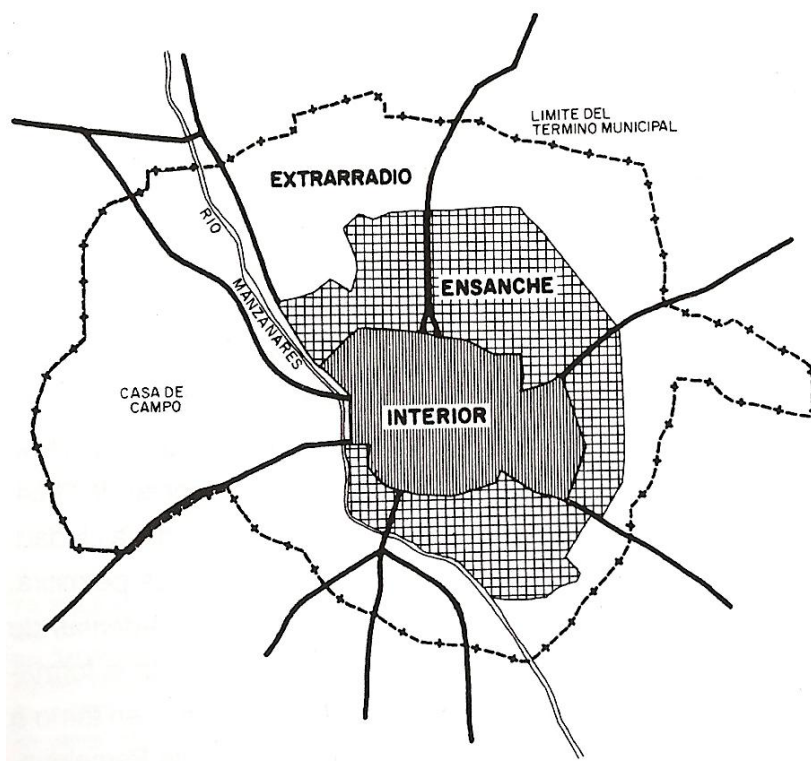 LIMITE DEL
TERMINO MUNICIPAL
EXTRARRADIO
RIO
MANZANARES
ENSANCHE
CASA DE
CAMPO
INTERIOR